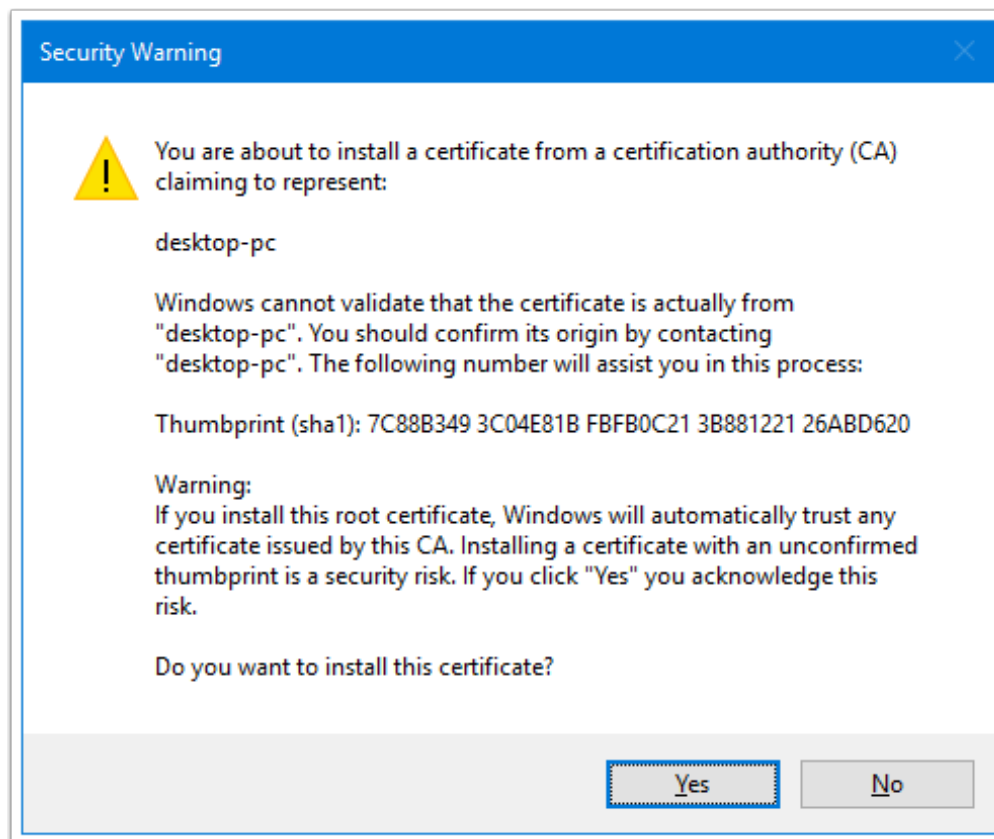 Security Warning
You are about to install a certificate from a certification authority (CA)
claiming to represent:
desktop-pc
Windows cannot validate that the certificate is actually from
"desktop-pc". You should confirm its origin by contacting
"desktop-pc". The following number will assist you in this process:
Thumbprint (sha1): 7C88B349 3C04E81B FBFB0C21 3B881221 26ABD620
Warning:
If you install this root certificate, Windows will automatically trust any
certificate issued by this CA. Installing a certificate with an unconfirmed
thumbprint is a security risk. If you click "Yes" you acknowledge this
risk.
Do you want to install this certificate?
Yes
No